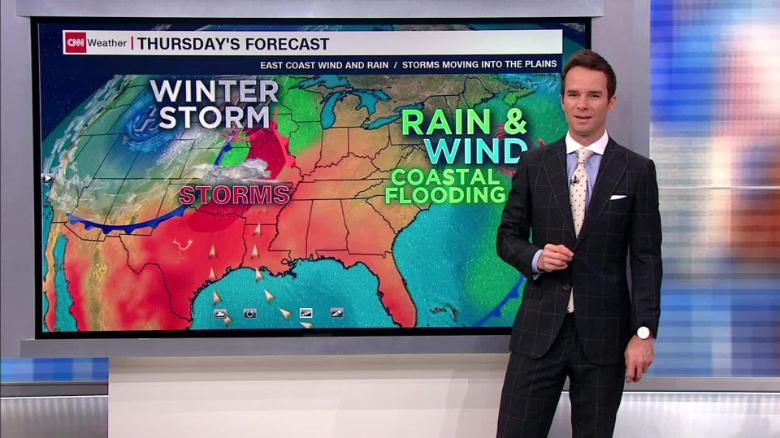 CNN Weather THURSDAY'S FORECAST
EAST COAST WIND AND RAIN / STORMS MOVING INTO THE PLAINS
WINTER
STORM
STORMS
RAIN &
WIND
COASTAL
FLOODING